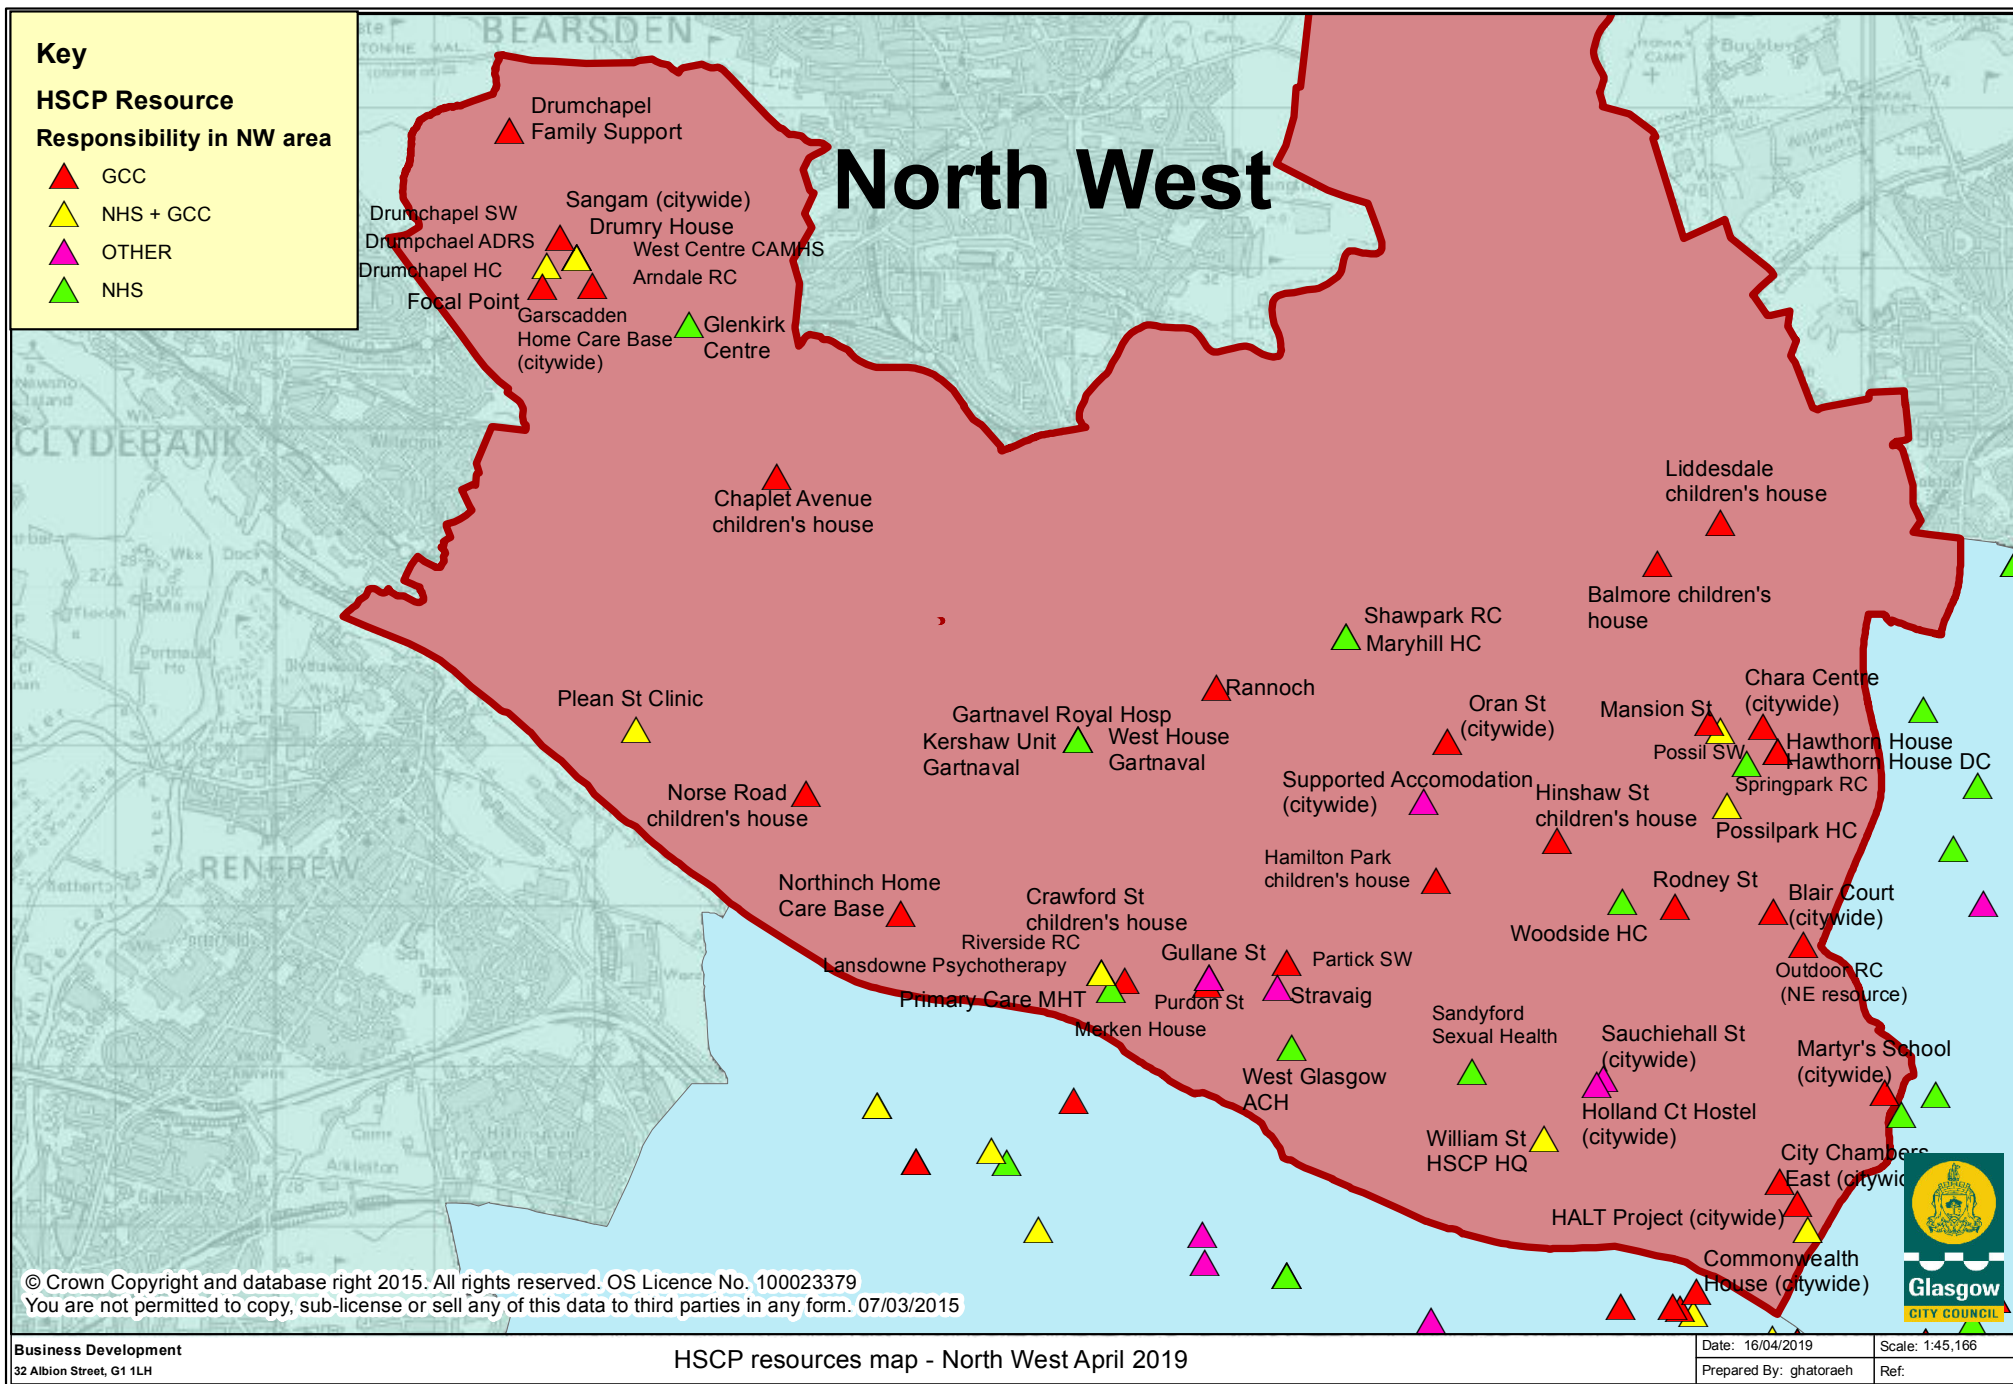 Key
HSCP Resource
Responsibility in NW area
GCC
NHS + GCC
OTHER
NHS
BEARSDEN
North West
Drumchapel
Family Support
Sangam (citywide)
Drumry House
Drumchapel SW
Drumpchael ADRS
West Centre CAMHS
Drumchapel HC
Arndale RC
Focal Point
Garscadden
Home Care Base
(citywide)
Glenkirk
Centre
CLYDEBANK
Chaplet Avenue
children's house
Liddesdale
children's house
Balmore children's
house
Shawpark RC
Maryhill HC
Rannoch
Plean St Clinic
Gartnavel Royal Hosp
Kershaw Unit
Gartnaval
West House
Gartnaval
Oran St
(citywide)
Mansion St
Chara Centre
(citywide)
Possil SW
Hawthorn House
Hawthorn House DC
Springpark RC
Supported Accomodation
(citywide)
Hinshaw St
children's house
Possilpark HC
Norse Road
children's house
RENFREW
Hamilton Park
children's house
Northinch Home
Care Base
Crawford St
children's house
Rodney St
Blair Court
(citywide)
Woodside HC
Riverside RC
Lansdowne Psychotherapy
Primary Care MHT
Merken House
Gullane St
Purdon St
Partick SW
Stravaig
Outdoor RC
(NE resource)
Sandyford
Sexual Health
Sauchiehall St
(citywide)
Martyr's School
(citywide)
West Glasgow
ACH
Holland Ct Hostel
(citywide)
William St
HSCP HQ
City Chambers
East (citywid
HALT Project (citywide)
Commonwealth
House (citywide)
Glasgow
CITY COUNCIL
© Crown Copyright and database right 2015. All rights reserved. OS Licence No. 100023379
You are not permitted to copy, sub-license or sell any of this data to third parties in any form. 07/03/2015
Business Development
32 Albion Street, G1 1LH
HSCP resources map - North West April 2019
Date: 16/04/2019
Scale: 1:45,166
Prepared By: ghatoraeh
Ref: